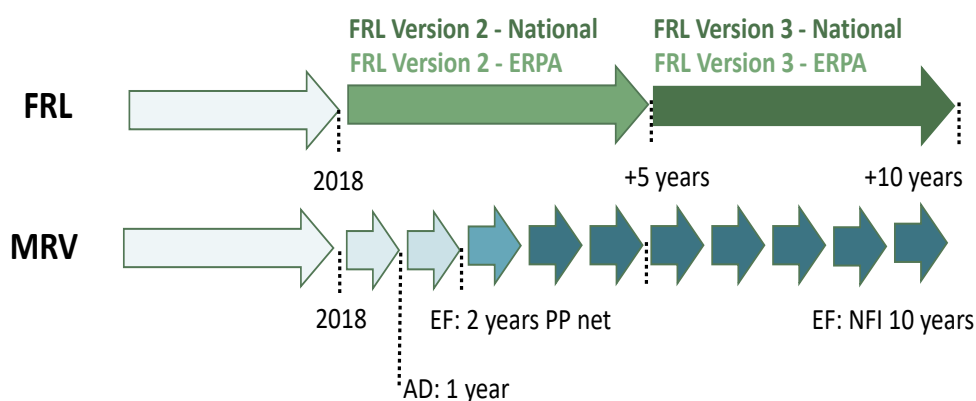 FRL Version 2 - National
FRL Version 2 - ERPA
FRL Version 3 - National
FRL Version 3 - ERPA
FRL
2018
+5 years
+10 years
MRV
2018
EF: 2 years PP net
EF: NFI 10 years
AD: 1 year